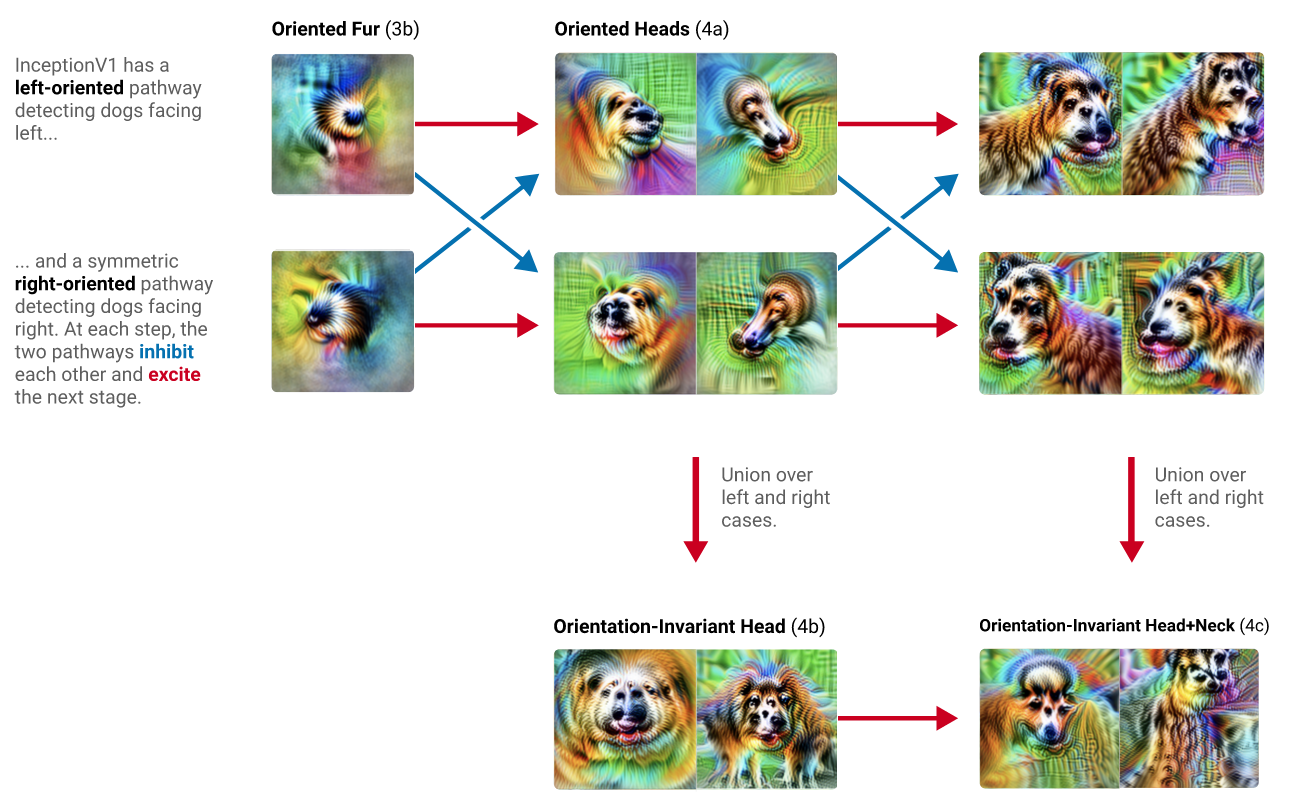 Oriented Fur (3b)
Oriented Heads (4a)
InceptionV1 has a
left-oriented pathway
detecting dogs facing
left...
... and a symmetric
right-oriented pathway
detecting dogs facing
right. At each step, the
two pathways inhibit
each other and excite
the next stage.
Union over
left and right
cases.
Union over
left and right
cases.
Orientation-Invariant Head (4b)
Orientation-Invariant Head+Neck (4c)